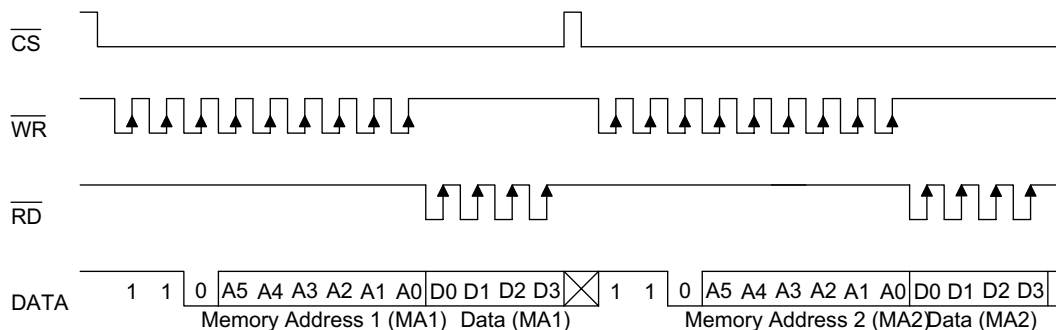 CS
WR
RD
DATA 1 1 0 A5 A4 A3 A2 A1 A0 D0 D1 D2 D3 1 1 0 A5 A4 A3 A2 A1 A0 D0 D1 D2 D3
Memory Address 1 (MA1) Data (MA1) Memory Address 2 (MA2) Data (MA2)